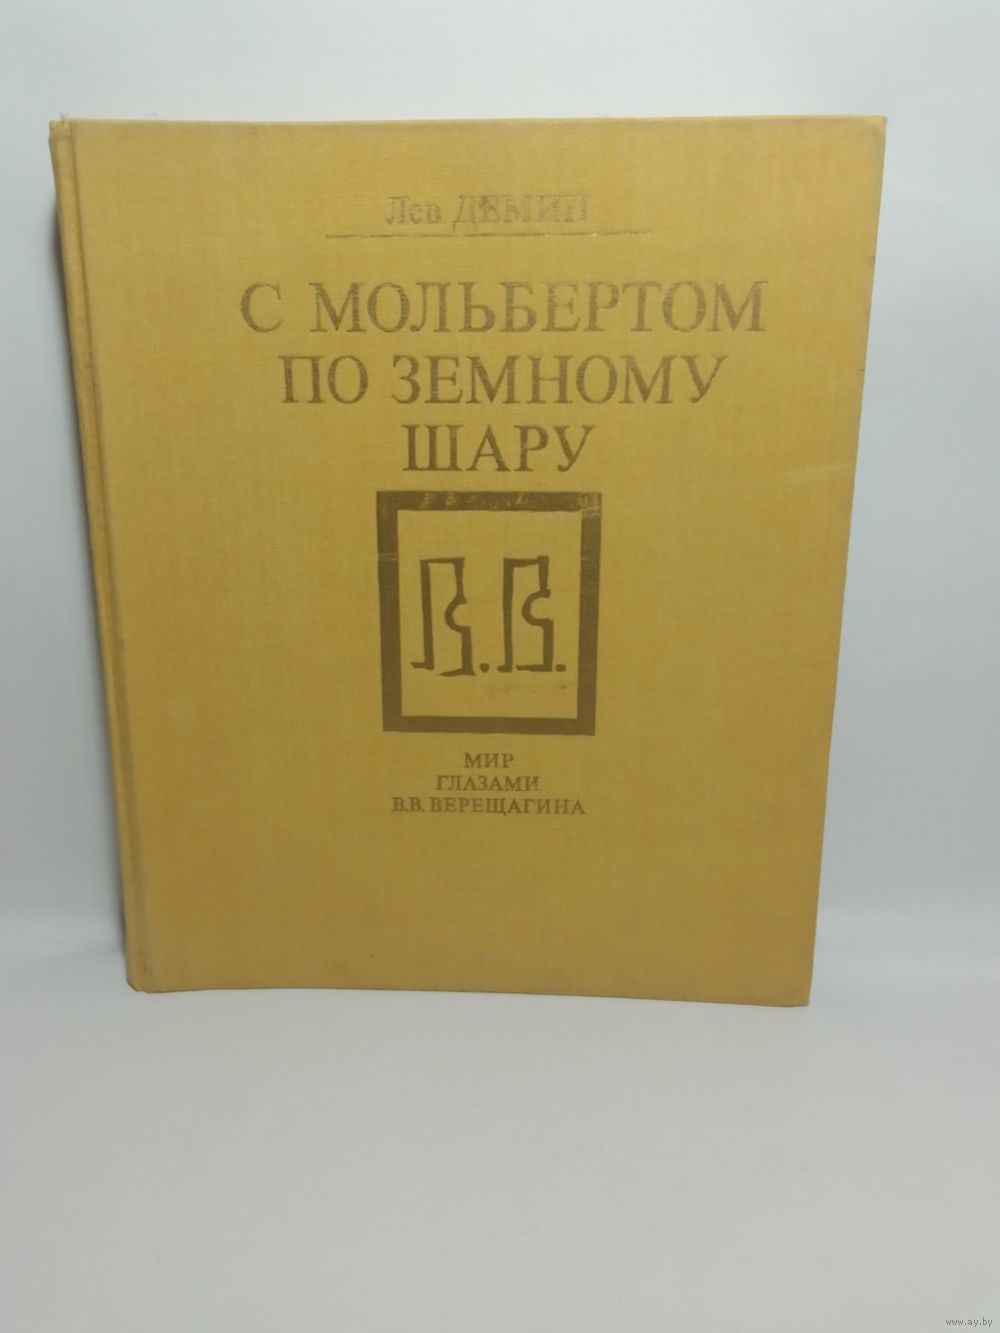 Лев ДЕМИН
С МОЛЬБЕРТОМ
ПО ЗЕМНОМУ
ШАРУ
В.В.
МИР
ГЛАЗАМИ
В.В. ВЕРЕЩАГИНА
www.ay.by